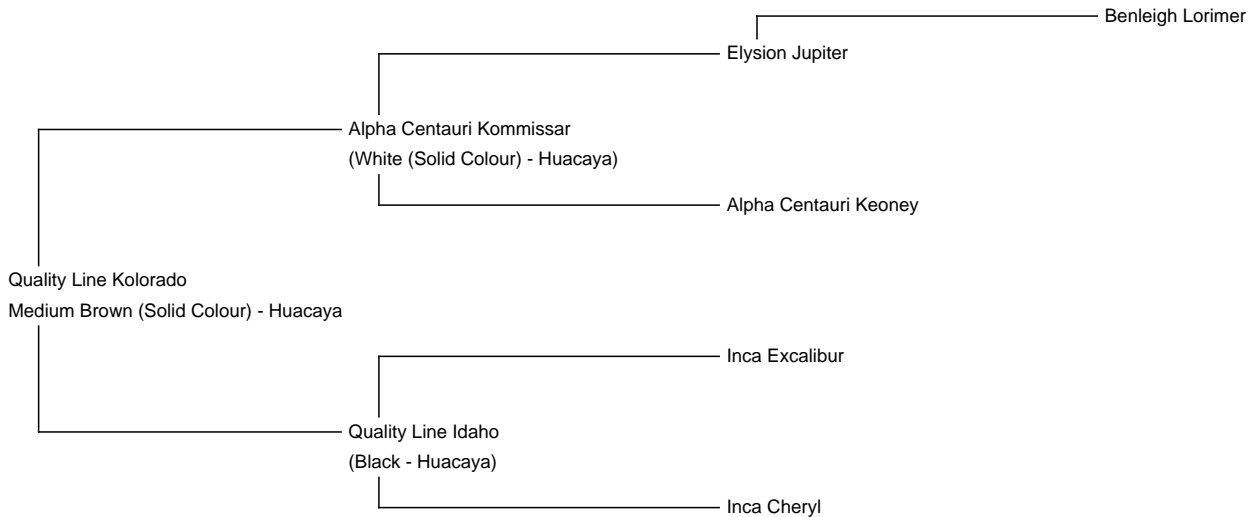 Benleigh Lorimer
Elysion Jupiter
Alpha Centauri Kommissar
(White (Solid Colour) - Huacaya)
Alpha Centauri Keoney
Quality Line Kolorado
Medium Brown (Solid Colour) - Huacaya
Inca Excalibur
Quality Line Idaho
(Black - Huacaya)
Inca Cheryl